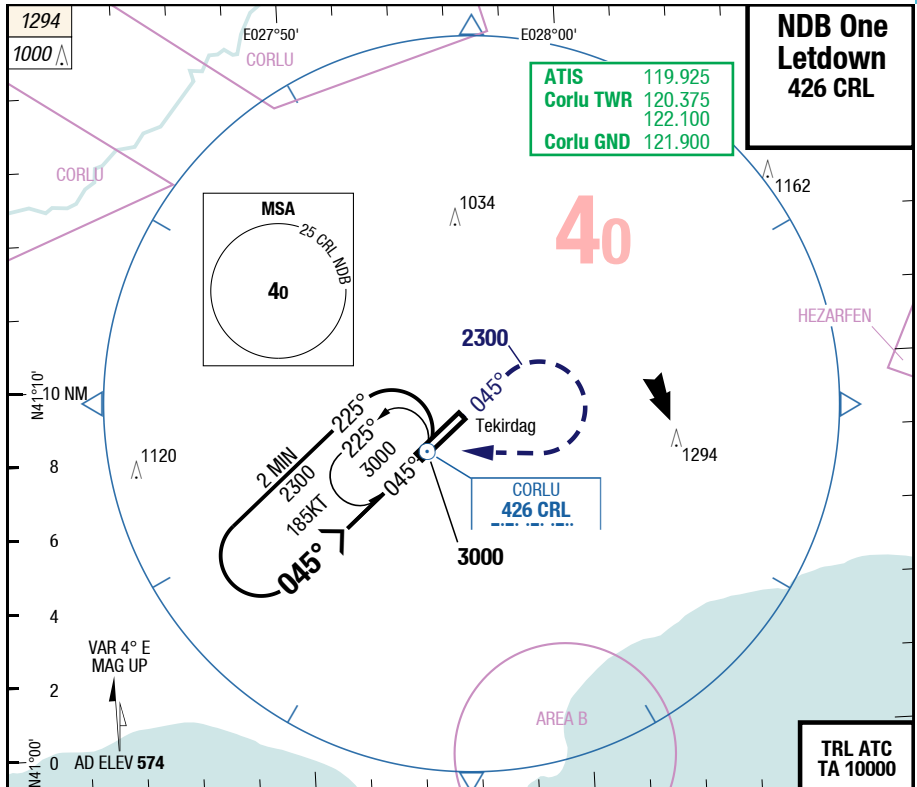 1294
1000
E027°50'
E028°00'
NDB One
Letdown
426 CRL
CORLU
ATIS 119.925
Corlu TWR 120.375
122.100
Corlu GND 121.900
CORLU
1162
MSA
25 CRL NDB
40
1034
40
HEZARFEN
2300
045°
N41°10'
10 NM
Tekirdag
225°
225°
3000
045°
2 MIN
2300
185KT
045°
1120
1294
8
CORLU
426 CRL
3000
6
4
VAR 4° E
MAG UP
2
AREA B
N41°00'
0
AD ELEV 574
TRL ATC
TA 10000